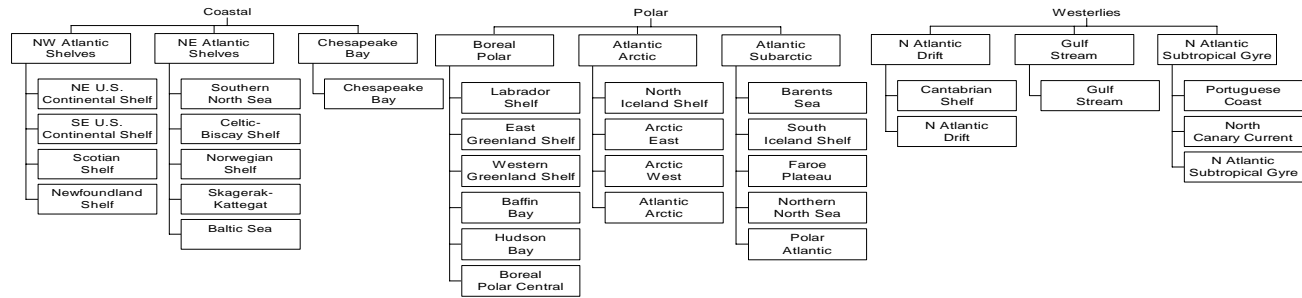 Coastal
NW Atlantic
Shelves
NE U.S.
Continental Shelf
SE U.S.
Continental Shelf
Scotian
Shelf
Newfoundland
Shelf
NE Atlantic
Shelves
Southern
North Sea
Celtic-
Biscay Shelf
Norwegian
Shelf
Skagerak-
Kattegat
Baltic Sea
Chesapeake
Bay
Chesapeake
Bay
Polar
Boreal
Polar
Labrador
Shelf
East
Greenland Shelf
Western
Greenland Shelf
Baffin
Bay
Hudson
Bay
Boreal
Polar Central
Atlantic
Arctic
North
Iceland Shelf
Arctic
East
Arctic
West
Atlantic
Arctic
Atlantic
Subarctic
Barents
Sea
South
Iceland Shelf
Faroe
Plateau
Northern
North Sea
Polar
Atlantic
Westerlies
N Atlantic
Drift
Cantabrian
Shelf
N Atlantic
Drift
Gulf
Stream
Gulf
Stream
N Atlantic
Subtropical Gyre
Portuguese
Coast
North
Canary Current
N Atlantic
Subtropical Gyre